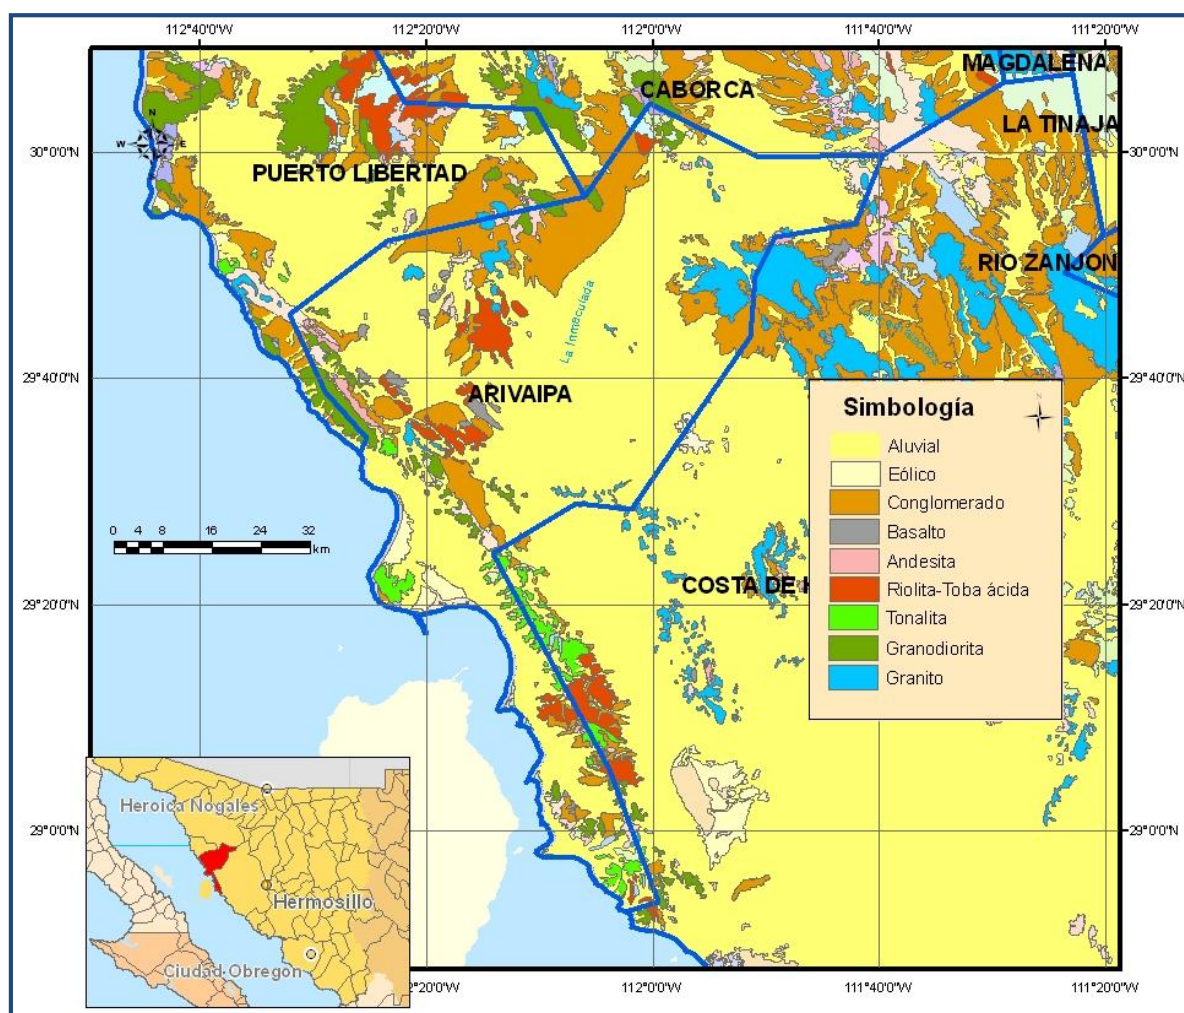 112°40'0"W 112°20'0"W 112°0'0"W 111°40'0"W 111°20'0"W
MAGDALENA
CABORCA
N
LA TINAJA
W E
30°0'0"N 30°0'0"N
PUERTO LIBERTAD
RIO ZANJON
La Inmeculada
29°40'0"N 29°40'0"N
ARIVAIPA
Simbología
N
Aluvial
Eólico
Conglomerado
Basalto
Andesita
Riolita-Toba ácida
Tonalita
Granodiorita
Granito
0 4 8 16 24 32
km
COSTA DE H
29°20'0"N 29°20'0"N
Heroica Nogales
29°0'0"N 29°0'0"N
Hermosillo
Ciudad Obregon
°20'0"W 112°0'0"W 111°40'0"W 111°20'0"W